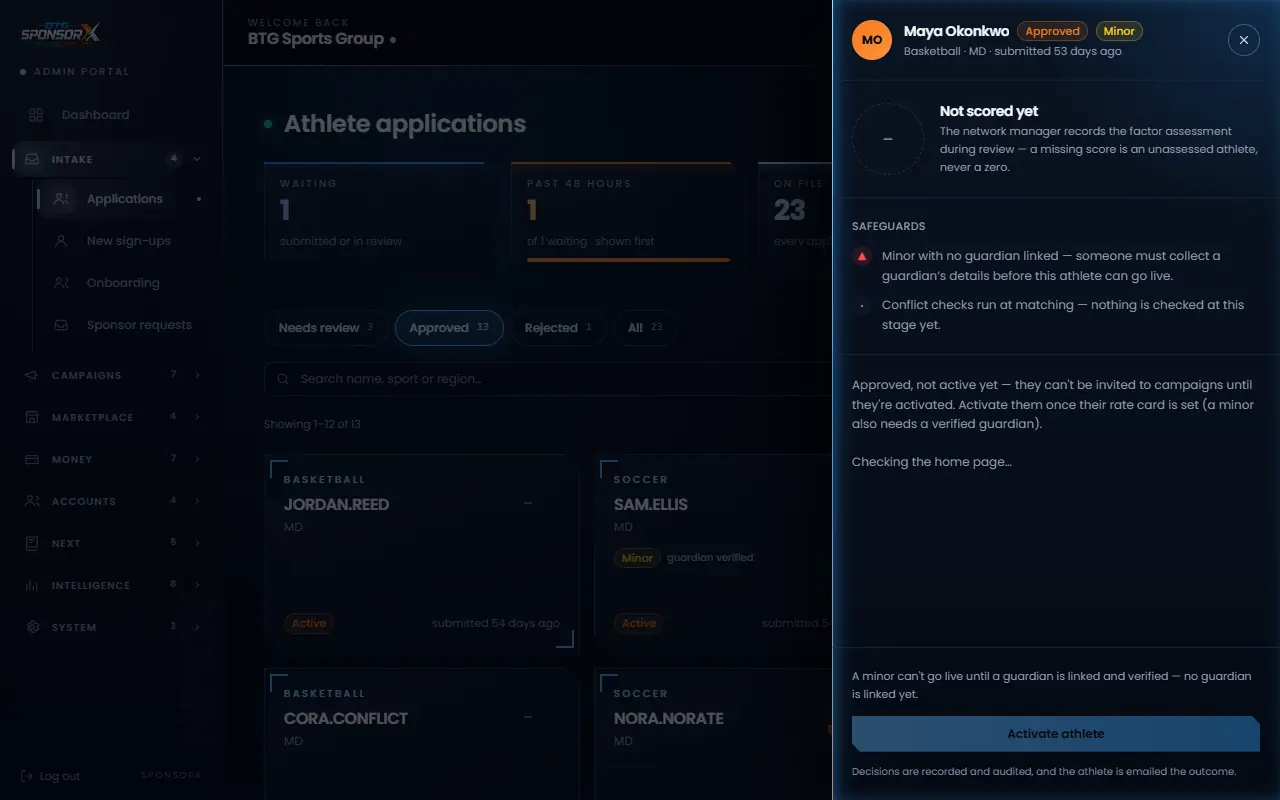 BTG
SPONSORX
ADMIN PORTAL
Dashboard
INTAKE 4
Applications
New sign-ups
Onboarding
Sponsor requests
CAMPAIGNS 7
MARKETPLACE 4
MONEY 7
ACCOUNTS 4
NEXT 5
INTELLIGENCE 8
SYSTEM 3
Log out
WELCOME BACK
BTG Sports Group
Athlete applications
WAITING
1
submitted or in review
PAST 48 HOURS
1
of 1 waiting shown first
ON FILE
23
every appl
Needs review 3
Approved 13
Rejected 1
All 23
Search name, sport or region…
Showing 1–12 of 13
BASKETBALL
JORDAN.REED –
MD
Active submitted 54 days ago
SOCCER
SAM.ELLIS
MD
Minor guardian verified
Active submitted 54
BASKETBALL
CORA.CONFLICT –
MD
SOCCER
NORA.NORATE
MD
MO
Maya Okonkwo Approved Minor
Basketball · MD · submitted 53 days ago
–
Not scored yet
The network manager records the factor assessment
during review — a missing score is an unassessed athlete,
never a zero.
SAFEGUARDS
Minor with no guardian linked — someone must collect a
guardian's details before this athlete can go live.
Conflict checks run at matching — nothing is checked at this
stage yet.
Approved, not active yet — they can't be invited to campaigns until
they're activated. Activate them once their rate card is set (a minor
also needs a verified guardian).
Checking the home page…
A minor can't go live until a guardian is linked and verified — no guardian
is linked yet.
Activate athlete
Decisions are recorded and audited, and the athlete is emailed the outcome.